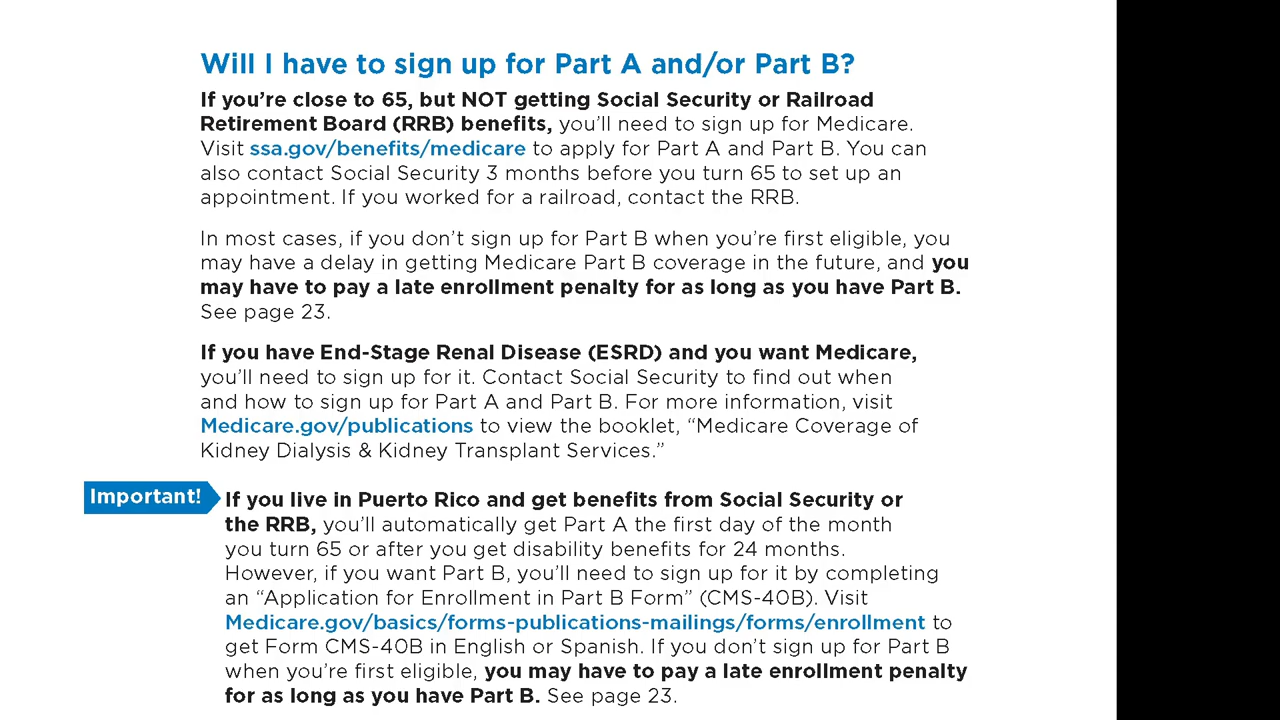 Will I have to sign up for Part A and/or Part B?
If you’re close to 65, but NOT getting Social Security or Railroad
Retirement Board (RRB) benefits, you’ll need to sign up for Medicare.
Visit ssa.gov/benefits/medicare to apply for Part A and Part B. You can
also contact Social Security 3 months before you turn 65 to set up an
appointment. If you worked for a railroad, contact the RRB.
In most cases, if you don’t sign up for Part B when you’re first eligible, you
may have a delay in getting Medicare Part B coverage in the future, and you
may have to pay a late enrollment penalty for as long as you have Part B.
See page 23.
If you have End-Stage Renal Disease (ESRD) and you want Medicare,
you’ll need to sign up for it. Contact Social Security to find out when
and how to sign up for Part A and Part B. For more information, visit
Medicare.gov/publications to view the booklet, “Medicare Coverage of
Kidney Dialysis & Kidney Transplant Services.”
Important! If you live in Puerto Rico and get benefits from Social Security or
the RRB, you’ll automatically get Part A the first day of the month
you turn 65 or after you get disability benefits for 24 months.
However, if you want Part B, you’ll need to sign up for it by completing
an “Application for Enrollment in Part B Form” (CMS-40B). Visit
Medicare.gov/basics/forms-publications-mailings/forms/enrollment to
get Form CMS-40B in English or Spanish. If you don’t sign up for Part B
when you’re first eligible, you may have to pay a late enrollment penalty
for as long as you have Part B. See page 23.